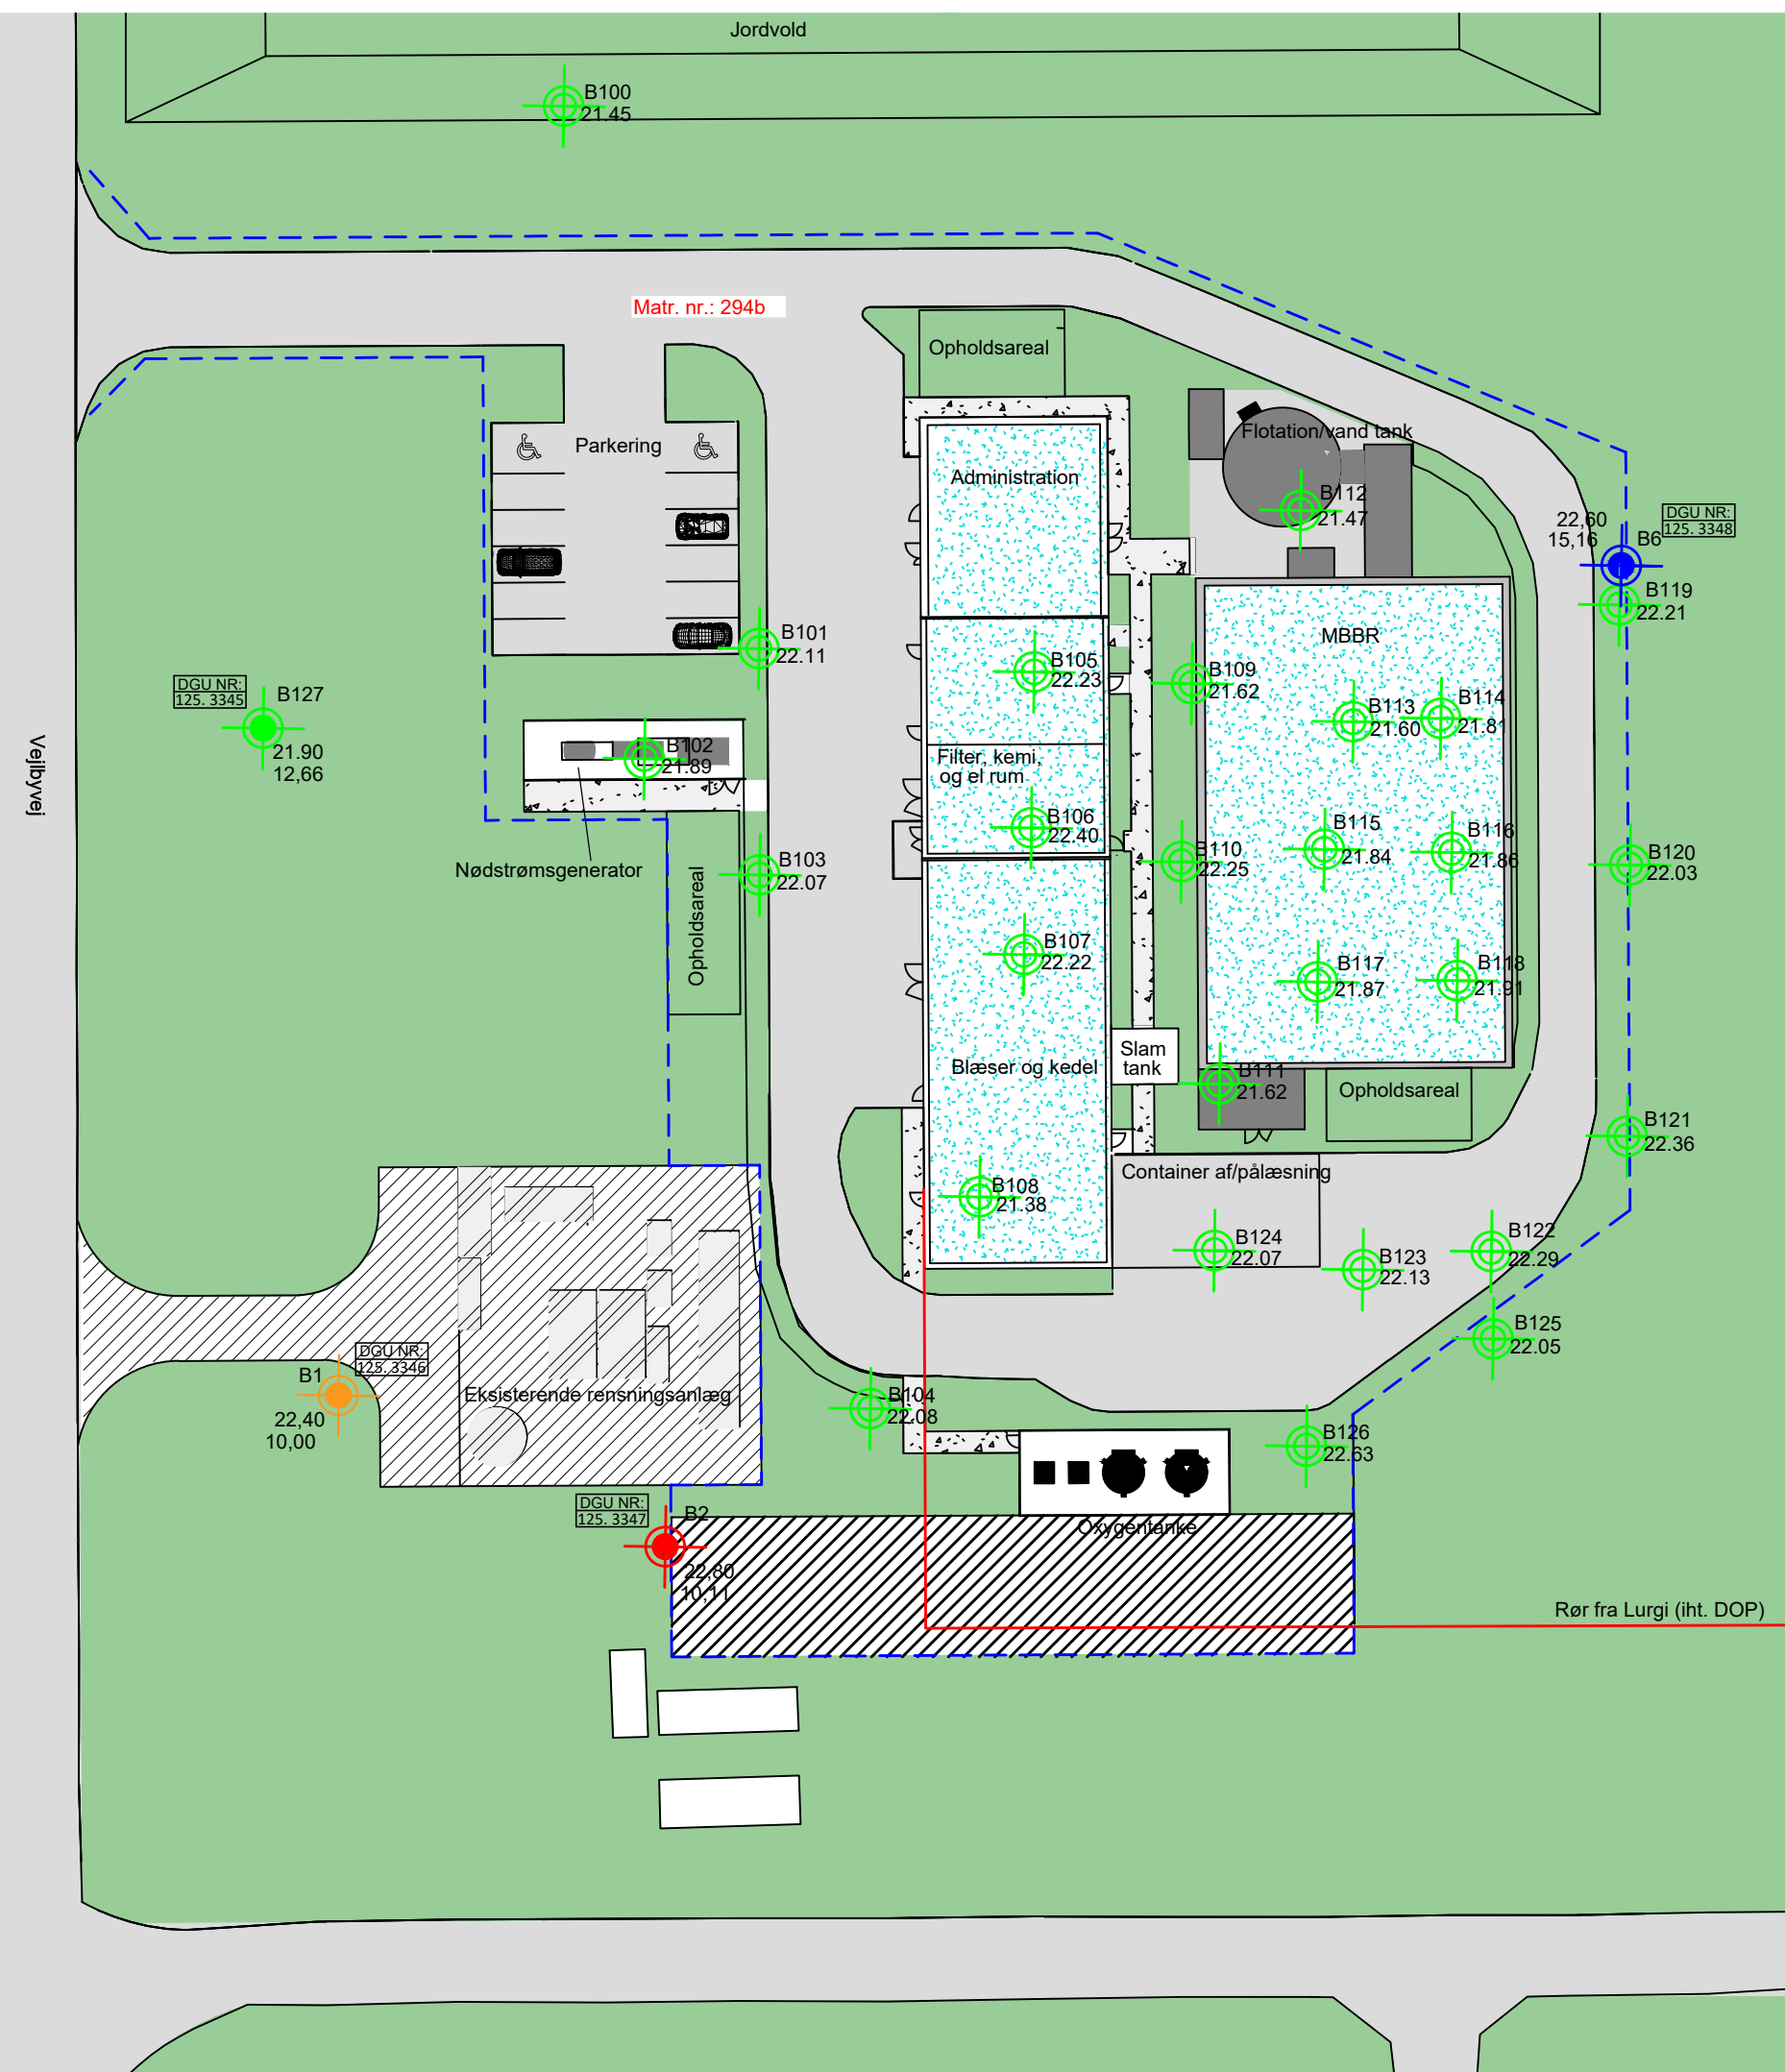 Jordvold
B100
21.45
Matr. nr.: 294b
Opholdsareal
Parkering
Administration
Flotation/vand tank
B112
21.47
22,60
15,16
B6
DGU NR:
125. 3348
B119
22.21
MBBR
B101
22.11
B105
22.23
B109
21.62
B113
21.60
B114
21.81
DGU NR:
125. 3345
B127
21.90
12,66
B102
21.89
Filter, kemi,
og el rum
B106
22.40
B110
22.25
B115
21.84
B116
21.86
B120
22.03
Vejlbyvej
Nødstrømsgenerator
B103
22.07
Opholdsareal
B107
22.22
B117
21.87
B118
21.91
Slam
tank
Blæser og kedel
B111
21.62
Opholdsareal
B121
22.36
Container af/pålæsning
B108
21.38
B124
22.07
B123
22.13
B122
22.29
B125
22.05
DGU NR:
125. 3346
B1
22,40
10,00
Eksisterende rensningsanlæg
B104
22.08
B126
22.63
DGU NR:
125. 3347
B2
22,80
10,11
Oxygentanke
Rør fra Lurgi (iht. DOP)